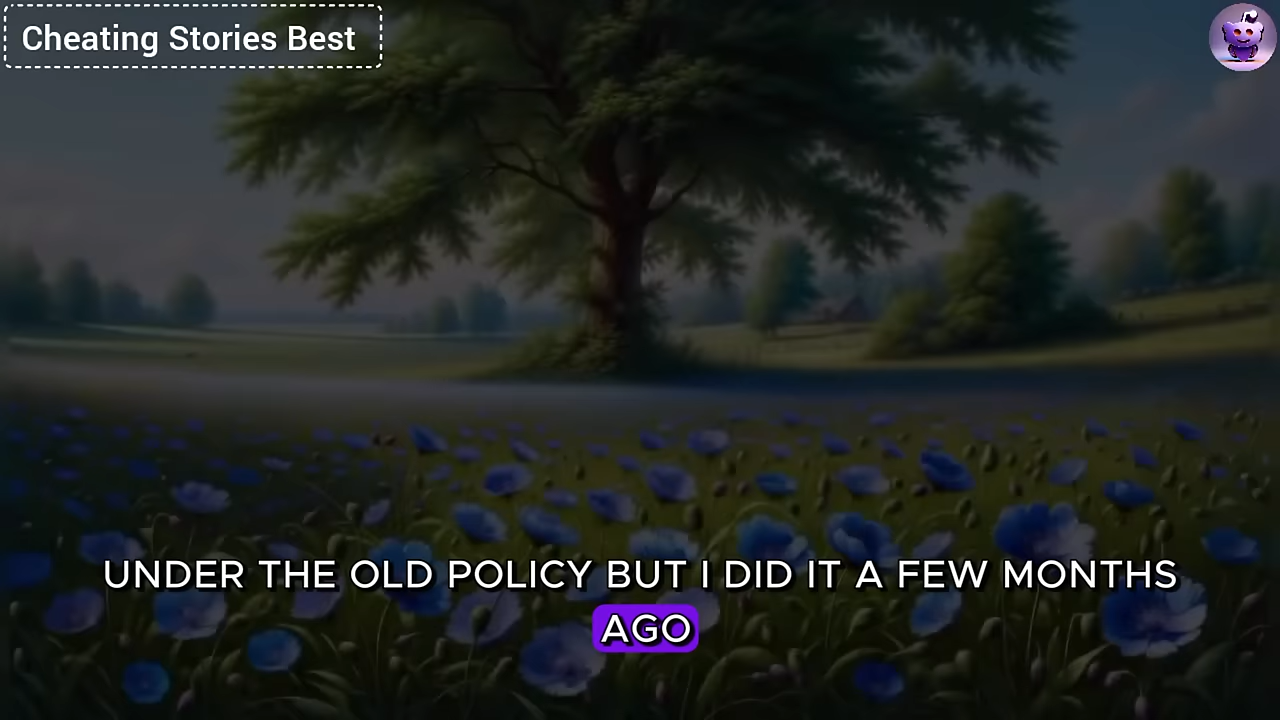 Cheating Stories Best
UNDER THE OLD POLICY BUT I DID IT A FEW MONTHS
AGO